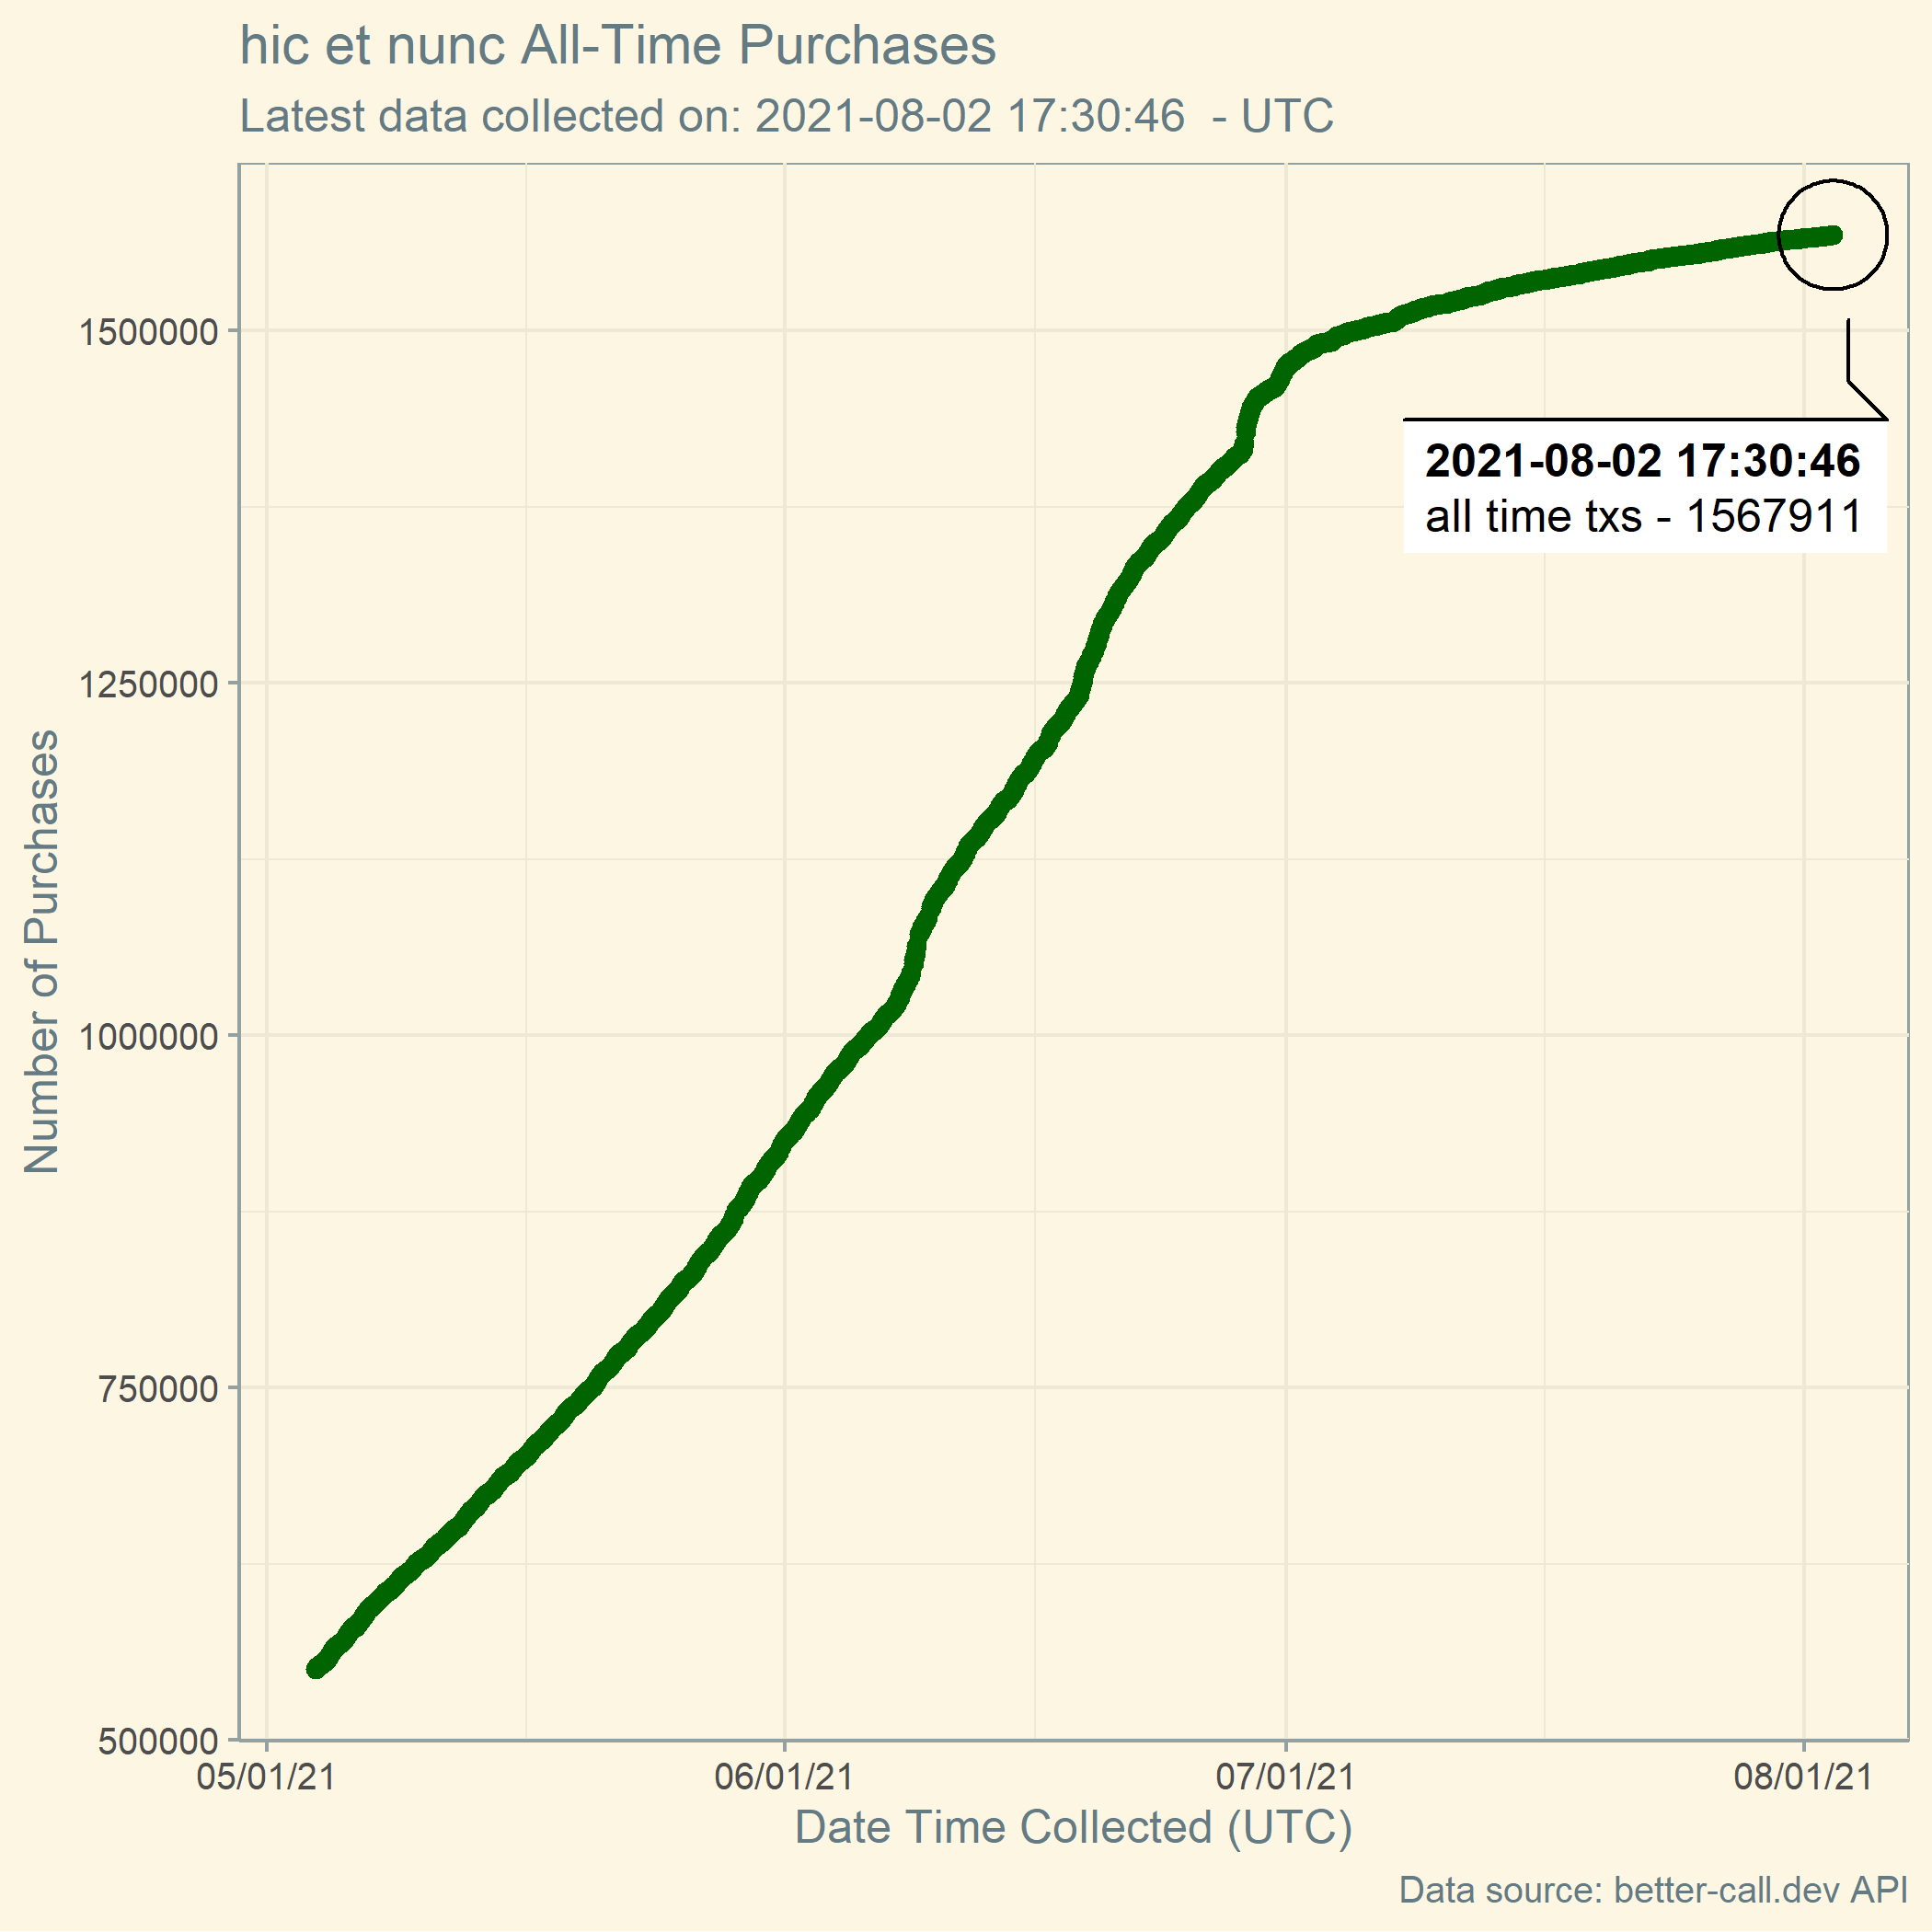 hic et nunc All-Time Purchases
Latest data collected on: 2021-08-02 17:30:46  - UTC
Number of Purchases
1500000
1250000
1000000
750000
500000
2021-08-02 17:30:46
all time txs - 1567911
05/01/21
06/01/21
07/01/21
08/01/21
Date Time Collected (UTC)
Data source: better-call.dev API